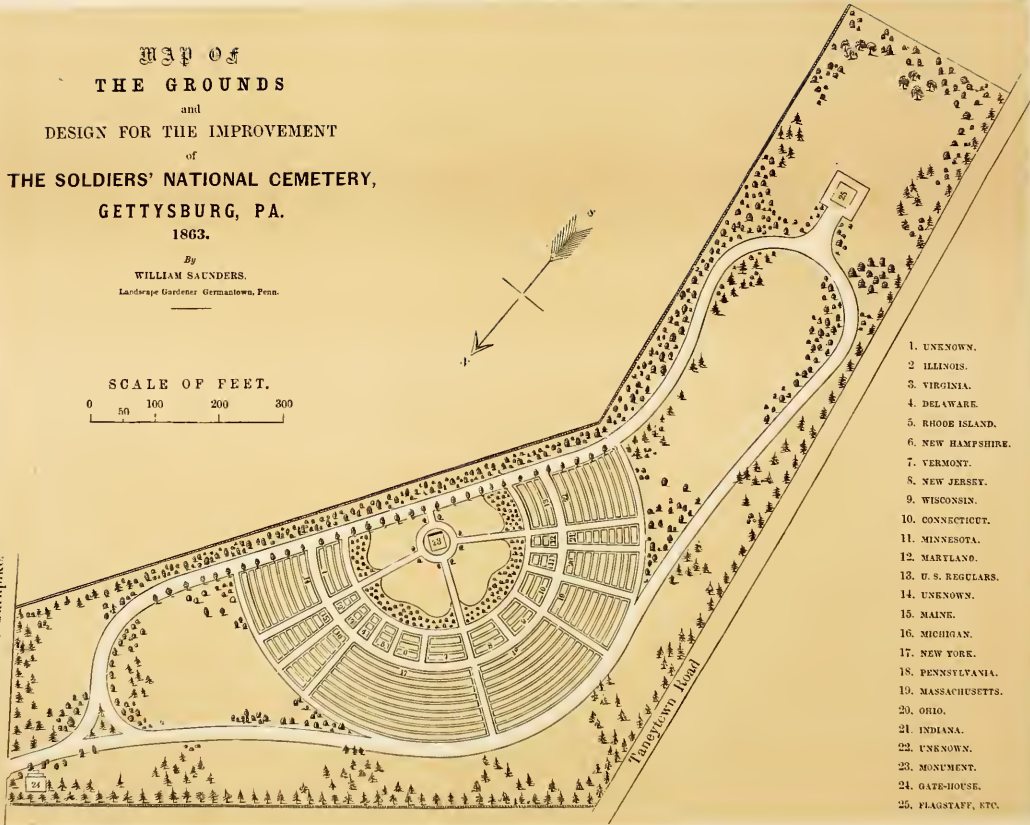 MAP OF
THE GROUNDS
and
DESIGN FOR THE IMPROVEMENT
of
THE SOLDIERS' NATIONAL CEMETERY,
GETTYSBURG, PA.
1863.
By
WILLIAM SAUNDERS,
Landscape Gardener Germantown, Penn.
SCALE OF FEET.
0 50 100 200 300
Taneytown Road
23
24
25
17
1. UNKNOWN.
2 ILLINOIS.
3. VIRGINIA.
4. DELAWARE.
5. RHODE ISLAND.
6. NEW HAMPSHIRE.
7. VERMONT.
8. NEW JERSEY.
9. WISCONSIN.
10. CONNECTICUT.
11. MINNESOTA.
12. MARYLAND.
13. U. S. REGULARS.
14. UNKNOWN.
15. MAINE.
16. MICHIGAN.
17. NEW YORK.
18. PENNSYLVANIA.
19. MASSACHUSETTS.
20. OHIO.
21. INDIANA.
22. UNKNOWN.
23. MONUMENT.
24. GATE-HOUSE.
25. FLAGSTAFF, ETC.